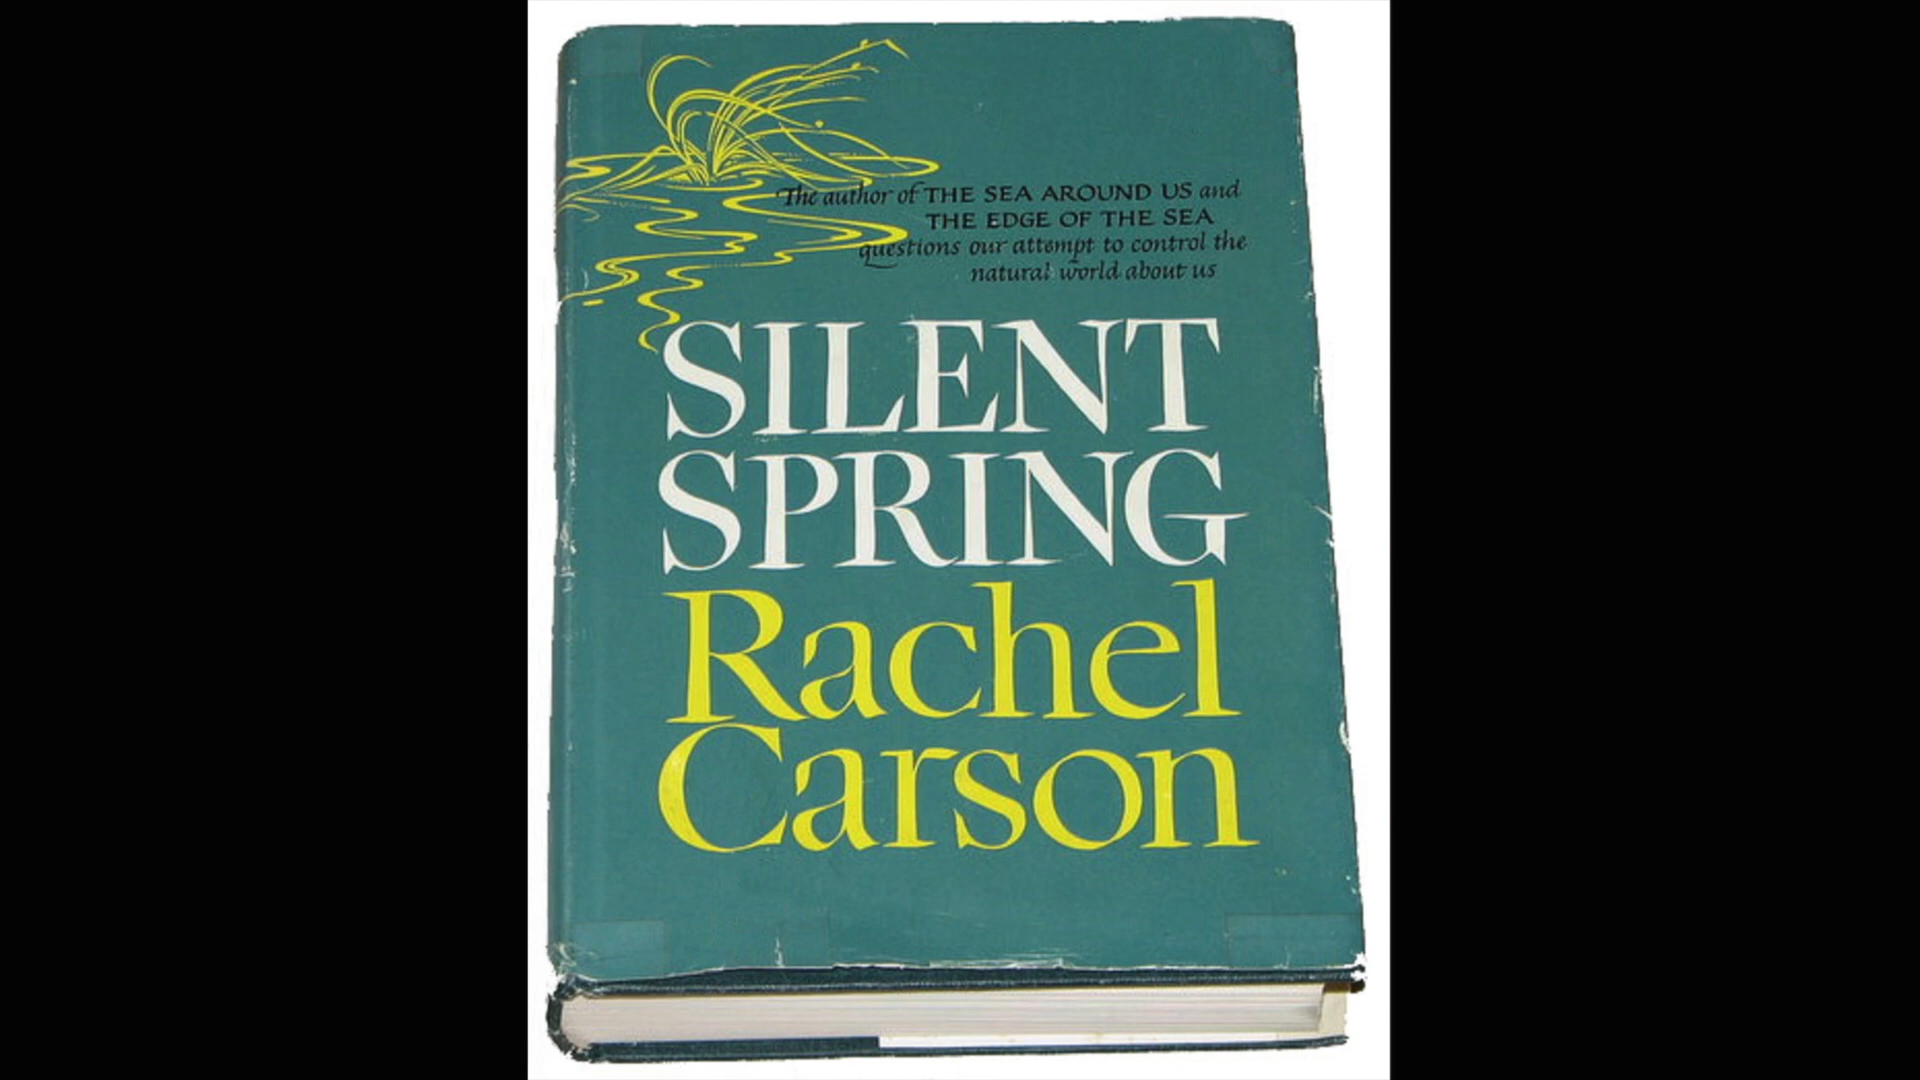 The author of THE SEA AROUND US and
THE EDGE OF THE SEA
questions our attempt to control the
natural world about us
SILENT
SPRING
Rachel
Carson